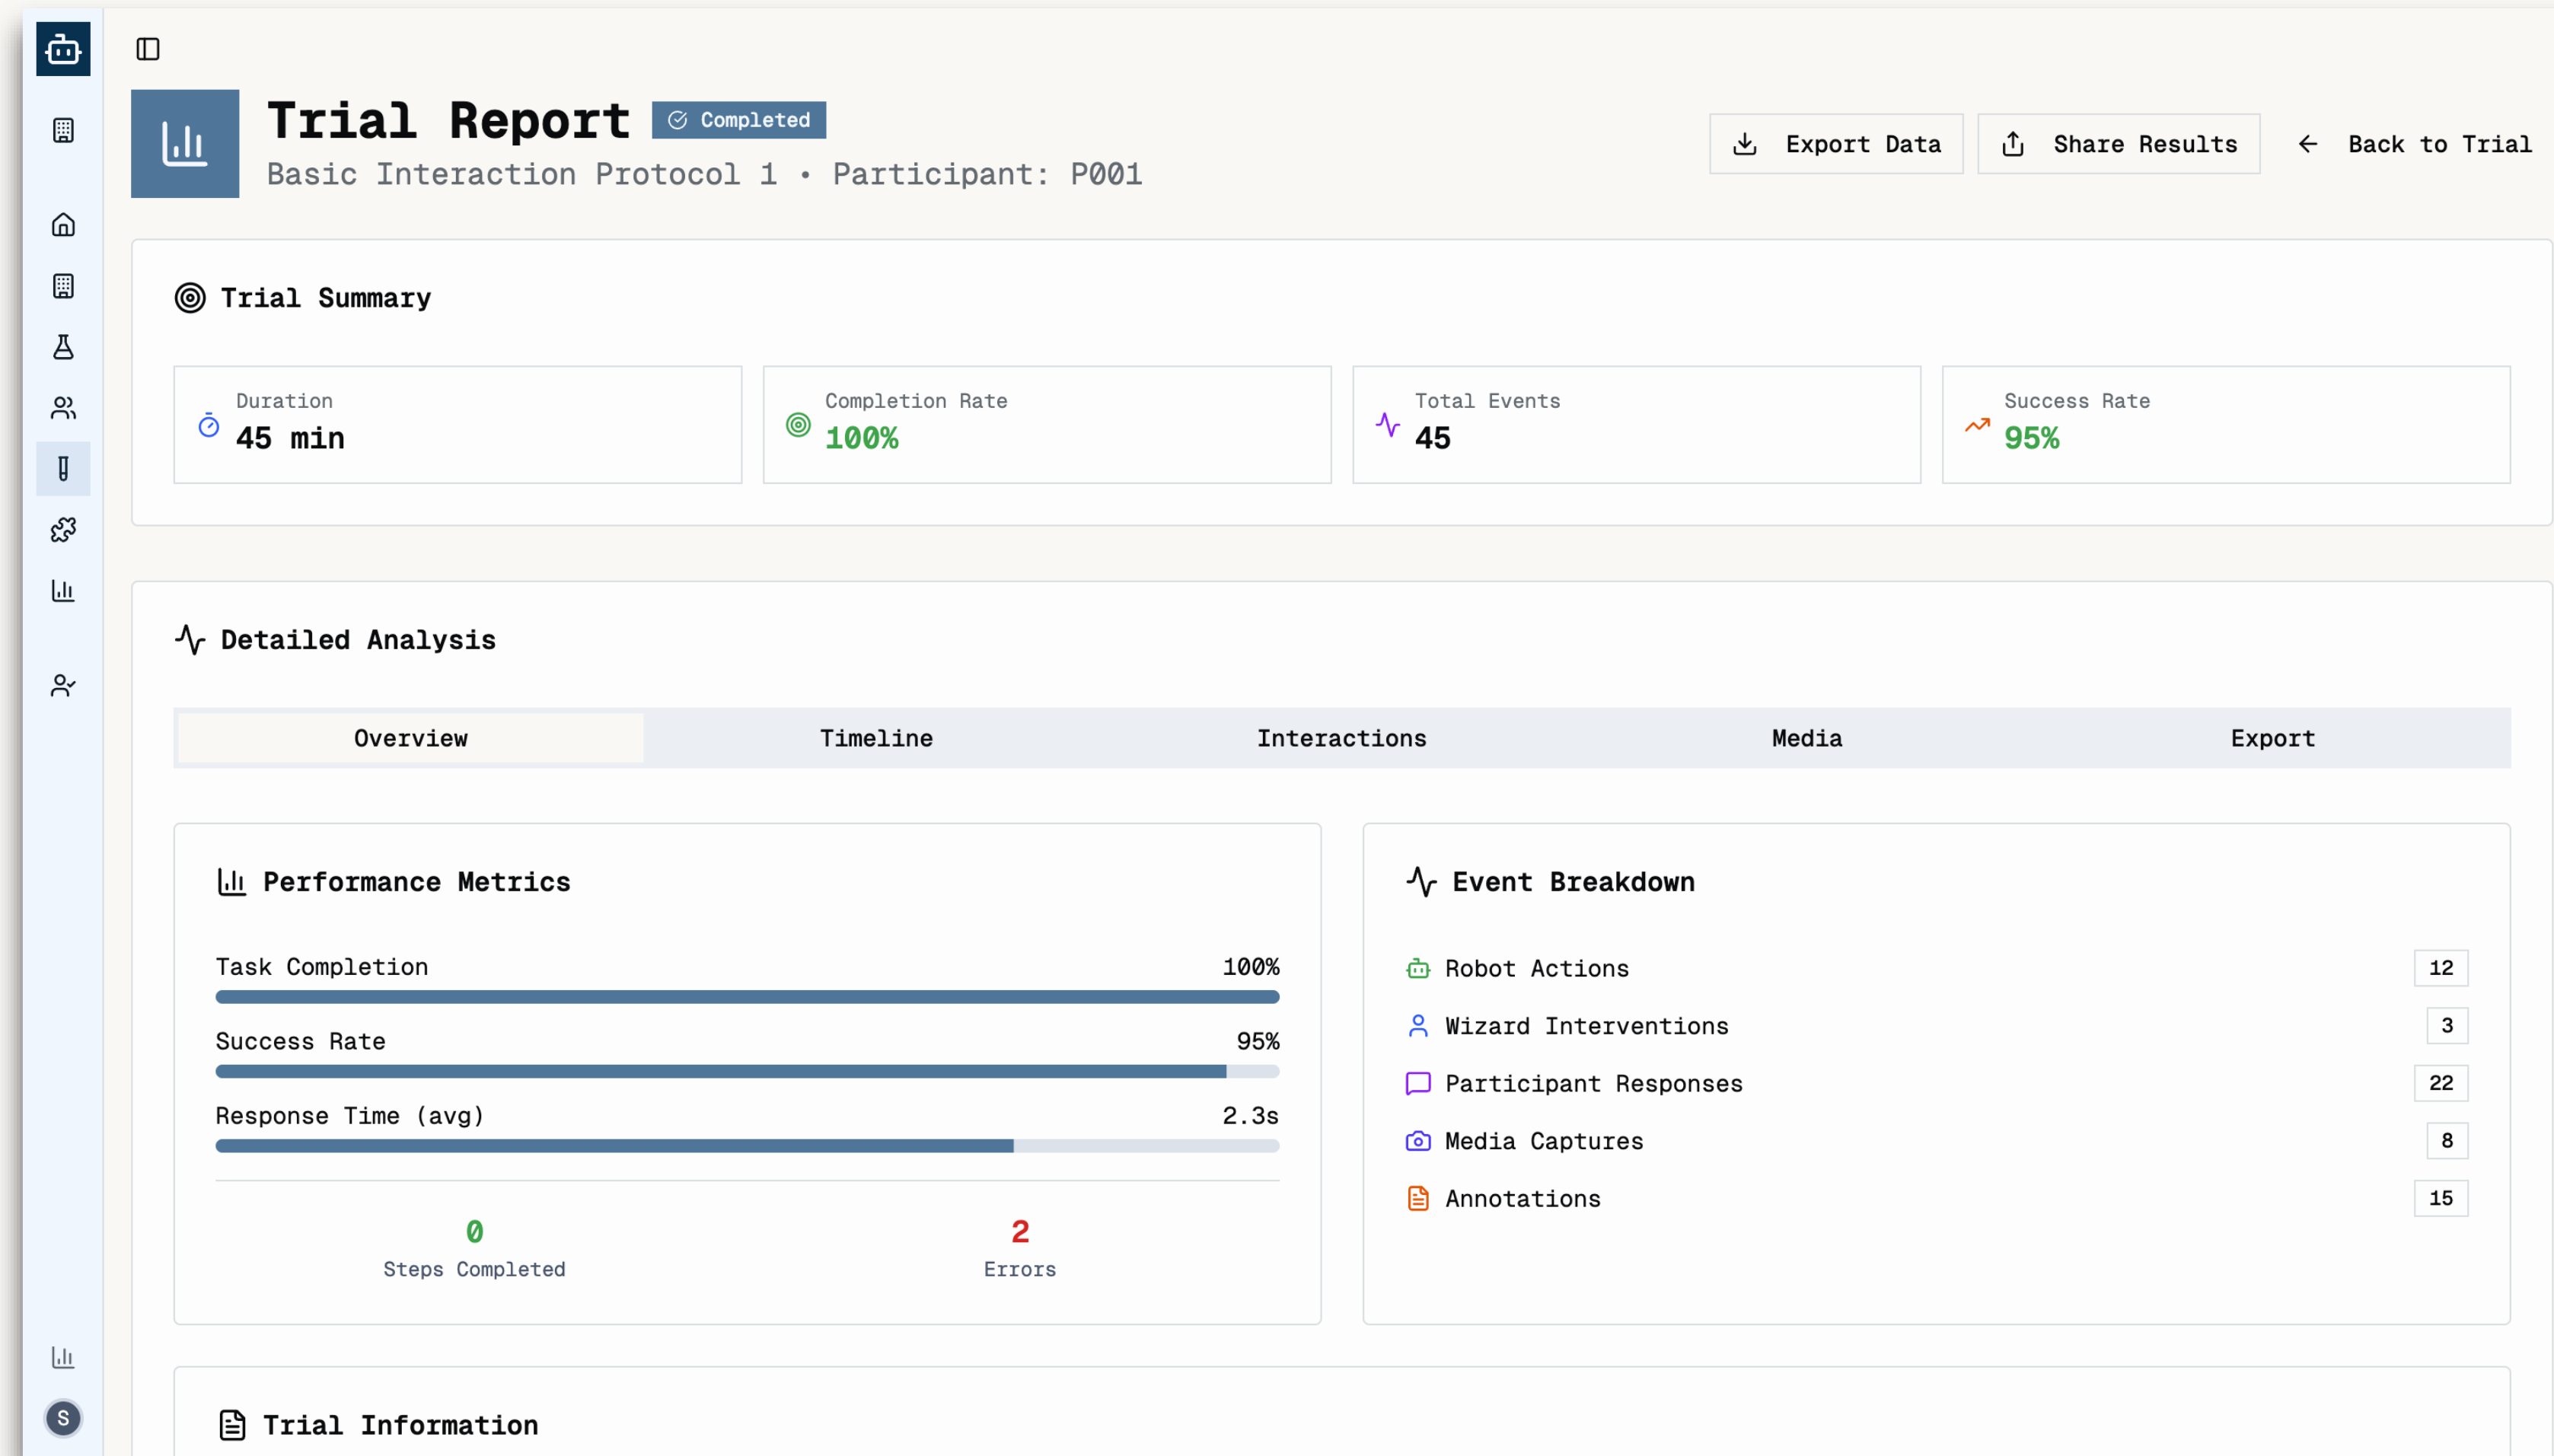 Trial Report
Completed
Basic Interaction Protocol 1 • Participant: P001
Export Data
Share Results
Back to Trial
Trial Summary
Duration
45 min
Completion Rate
100%
Total Events
45
Success Rate
95%
Detailed Analysis
Overview
Timeline
Interactions
Media
Export
Performance Metrics
Task Completion
100%
Success Rate
95%
Response Time (avg)
2.3s
0
Steps Completed
2
Errors
Event Breakdown
Robot Actions
12
Wizard Interventions
3
Participant Responses
22
Media Captures
8
Annotations
15
Trial Information
S